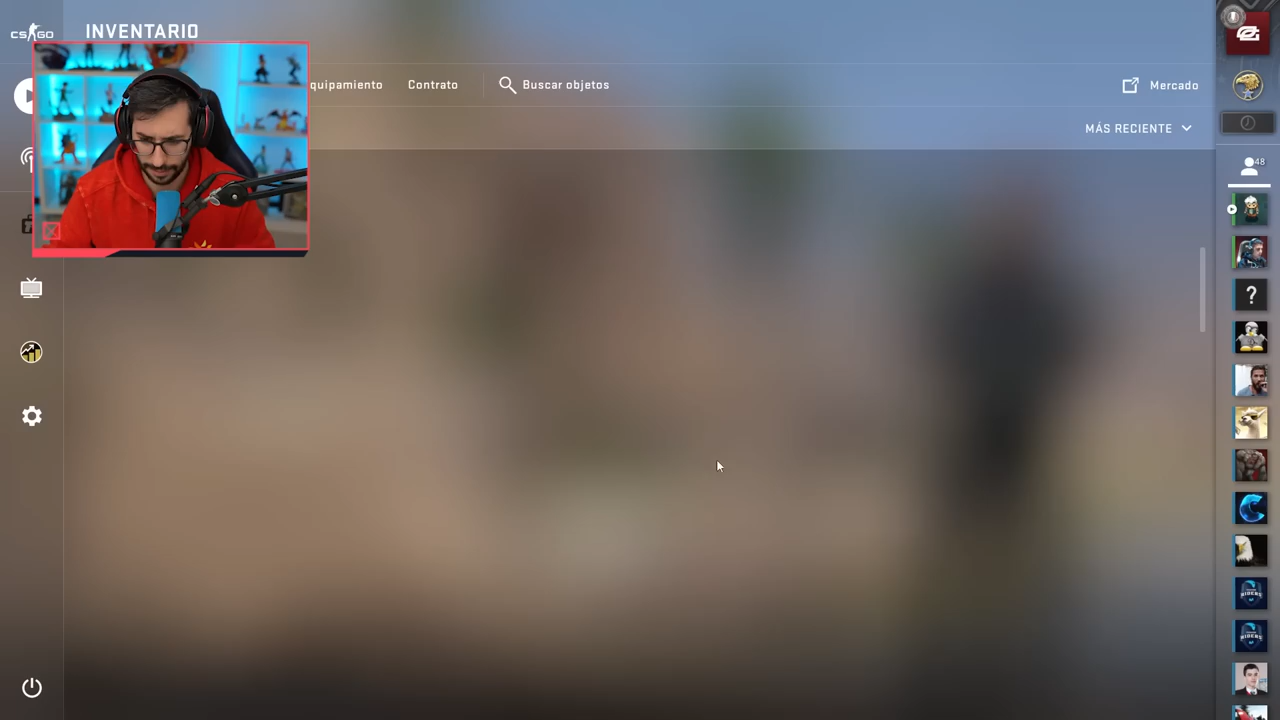 CS GO
INVENTARIO
quipamiento
Contrato
Buscar objetos
Mercado
MÁS RECIENTE
48
?
RIDERS
RIDERS